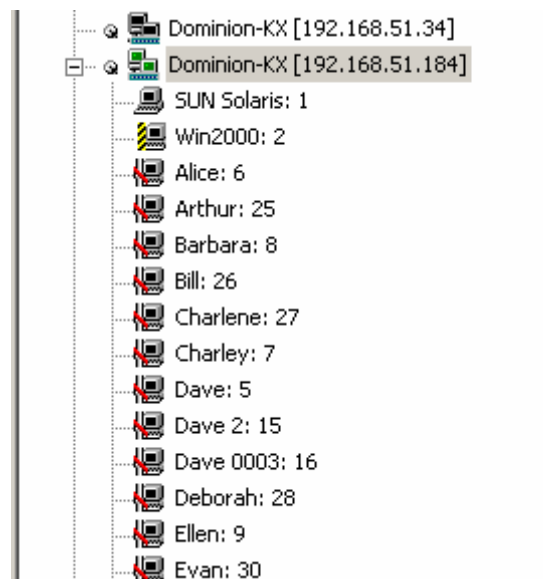 Dominion-KX [192.168.51.34]
Dominion-KX [192.168.51.184]
SUN Solaris: 1
Win2000: 2
Alice: 6
Arthur: 25
Barbara: 8
Bill: 26
Charlene: 27
Charley: 7
Dave: 5
Dave 2: 15
Dave 0003: 16
Deborah: 28
Ellen: 9
Evan: 30